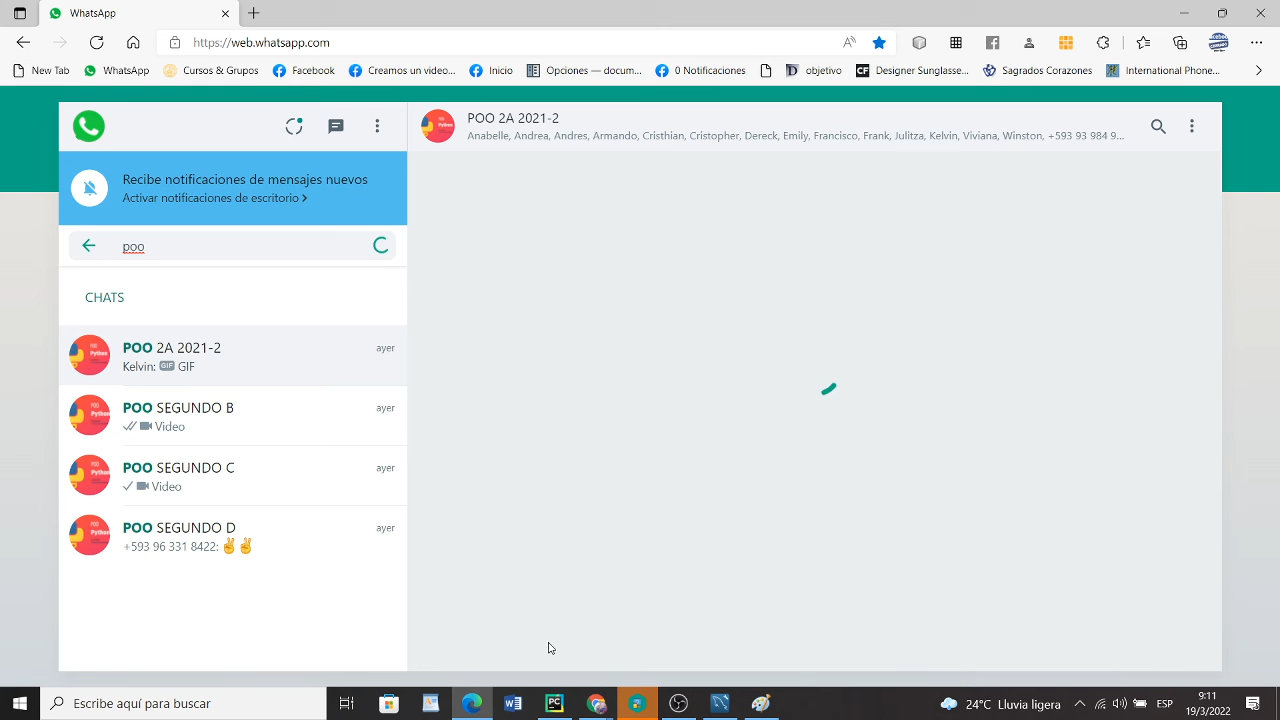 WhatsApp
https://web.whatsapp.com
New Tab
WhatsApp
Cursos & Grupos
Facebook
Creamos en video...
Inicio
Opciones — docum...
0 Notificaciones
objetivo
CF
Designer Sunglasse...
Sagrados Corazones
International Phone...
POO 2A 2021-2
Anabelle, Andrea, Andres, Armando, Cristhian, Cristopher, Dereck, Emily, Francisco, Frank, Julitza, Kelvin, Viviana, Winston, +593 93 984 9...
Recibe notificaciones de mensajes nuevos
Activar notificaciones de escritorio >
poo
CHATS
POO 2A 2021-2
ayer
Kelvin: GIF GIF
POO SEGUNDO B
ayer
Video
POO SEGUNDO C
ayer
Video
POO SEGUNDO D
ayer
+593 96 331 8422: ✌✌
Escribe aquí para buscar
24°C Lluvia ligera
ESP
9:11
19/3/2022